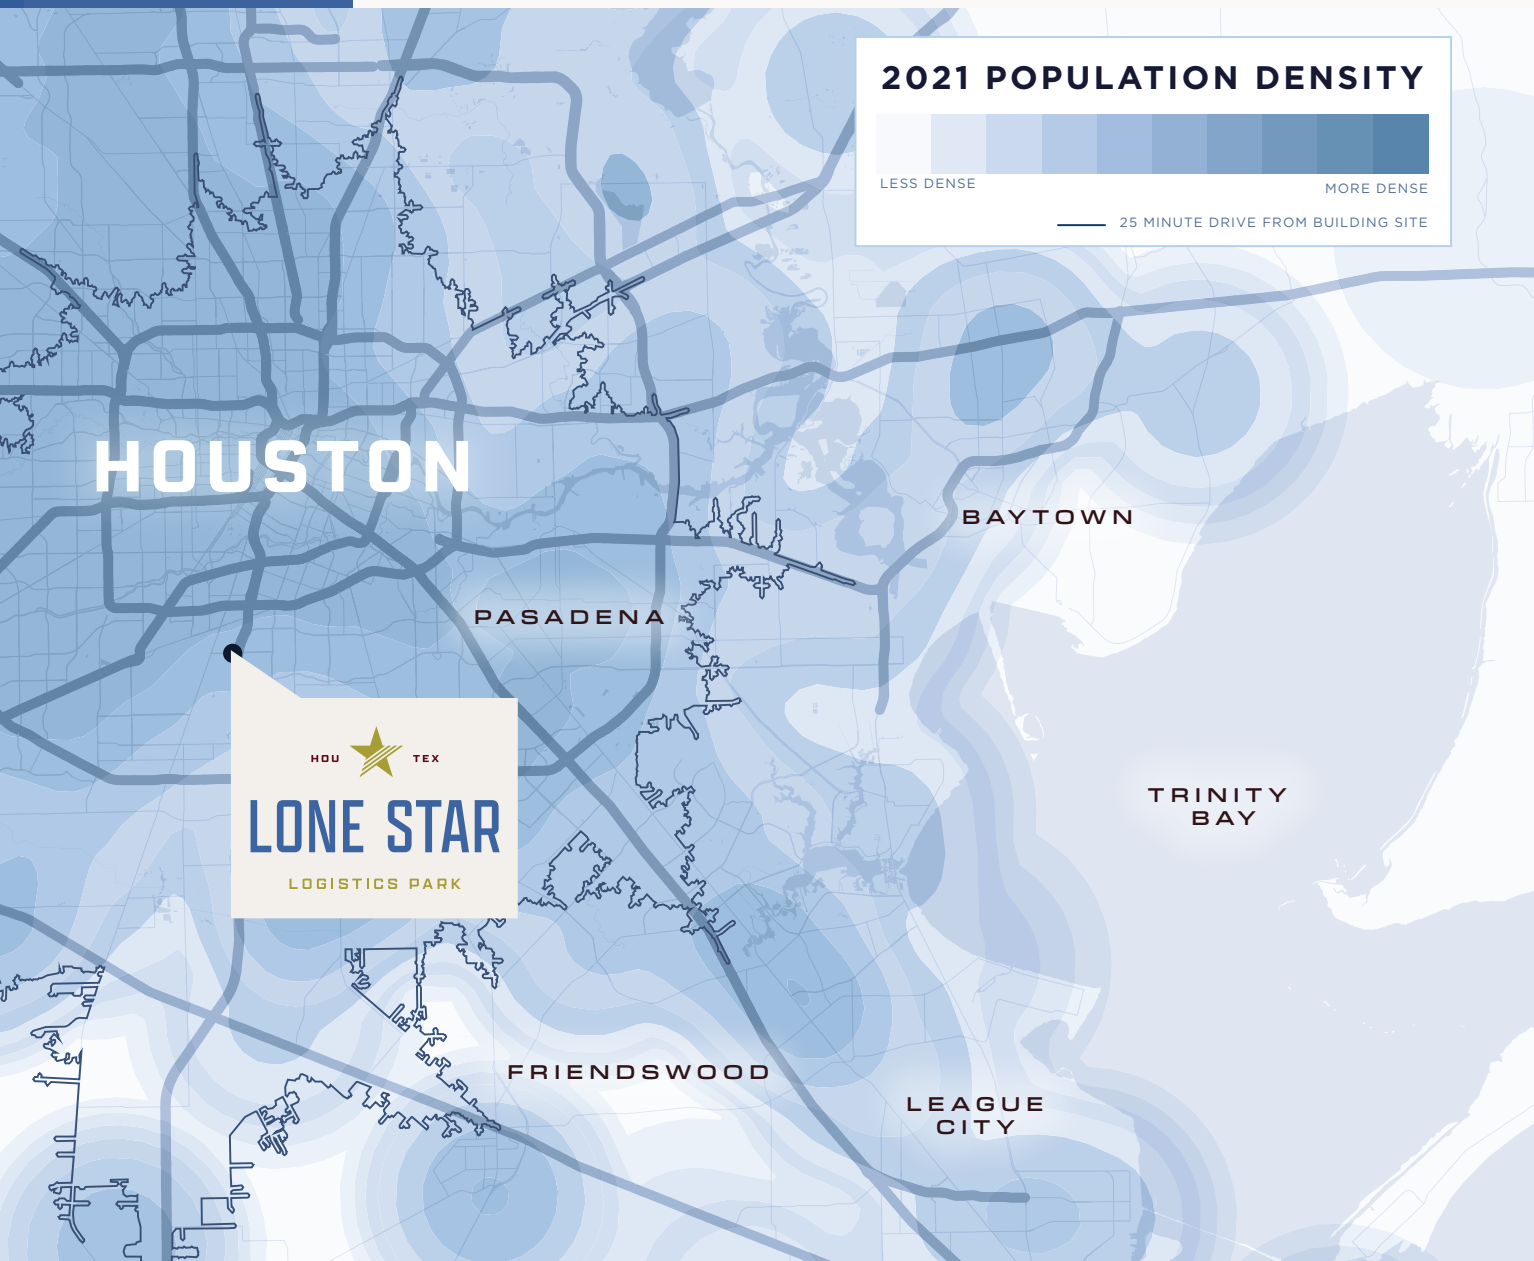 2021 POPULATION DENSITY
LESS DENSE
MORE DENSE
25 MINUTE DRIVE FROM BUILDING SITE
HOUSTON
BAYTOWN
PASADENA
HOU TEX
LONE STAR
LOGISTICS PARK
TRINITY
BAY
FRIENDSWOOD
LEAGUE
CITY